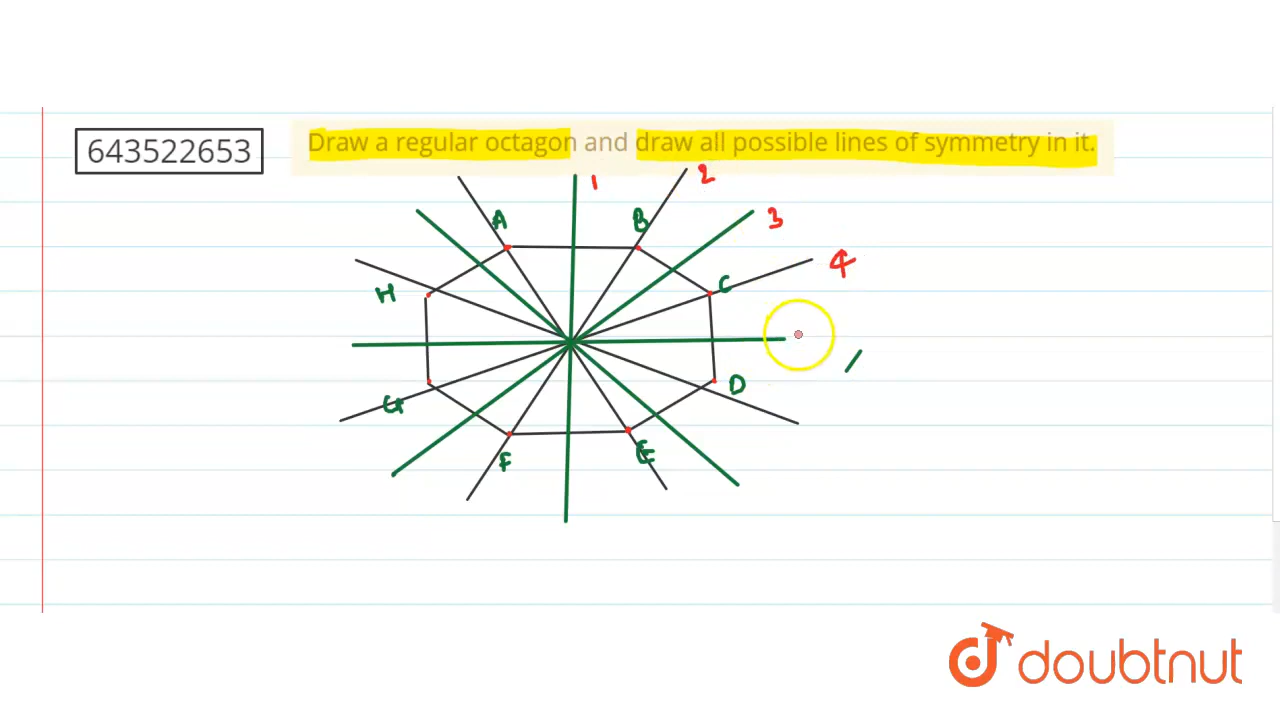 643522653
Draw a regular octagon and draw all possible lines of symmetry in it.
1
2
A
B
3
4
H
C
G
D
F
E
doubtnut